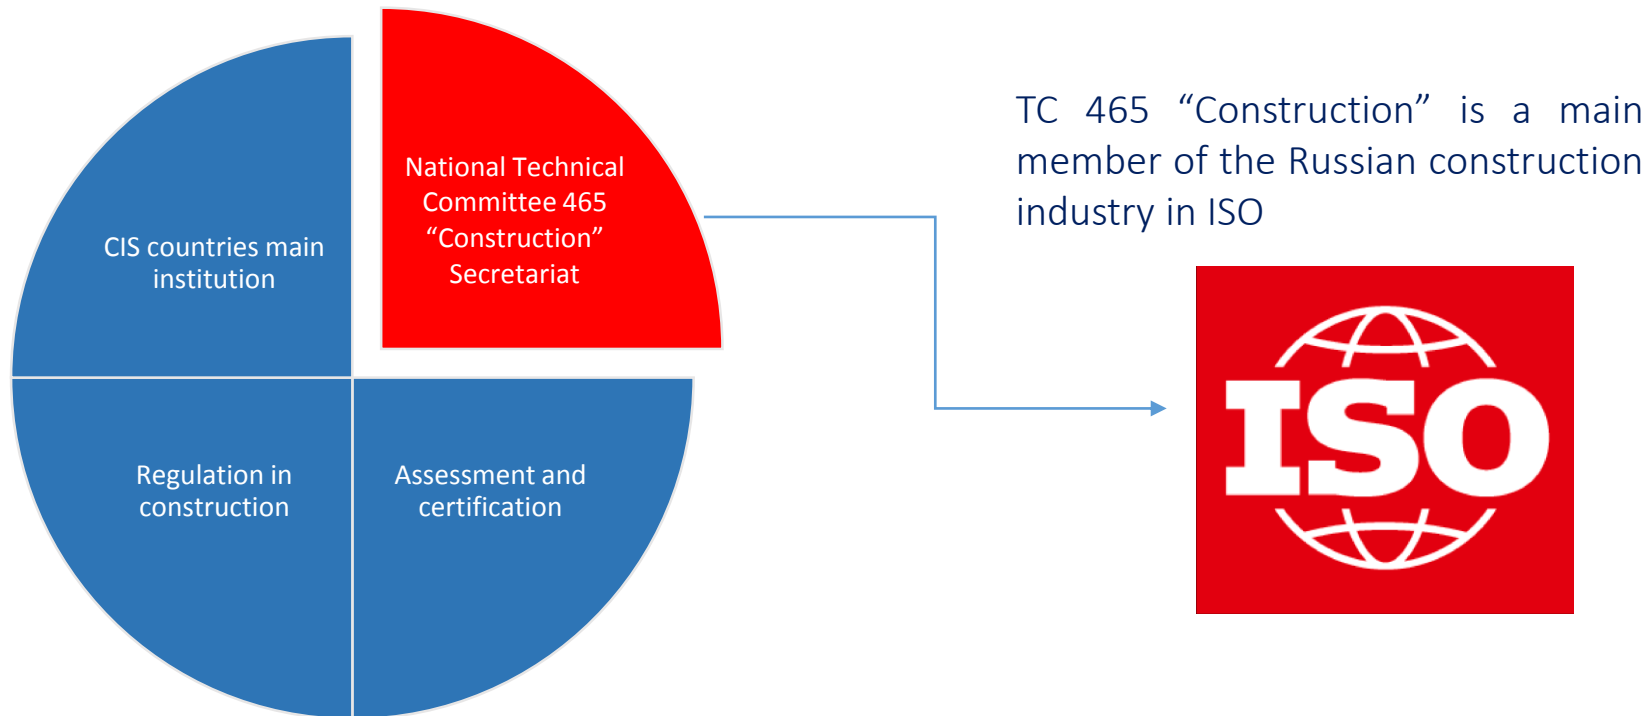 National Technical
Committee 465
“Construction”
Secretariat
CIS countries main
institution
Regulation in
construction
Assessment and
certification
TC 465 “Construction” is a main
member of the Russian construction
industry in ISO
ISO